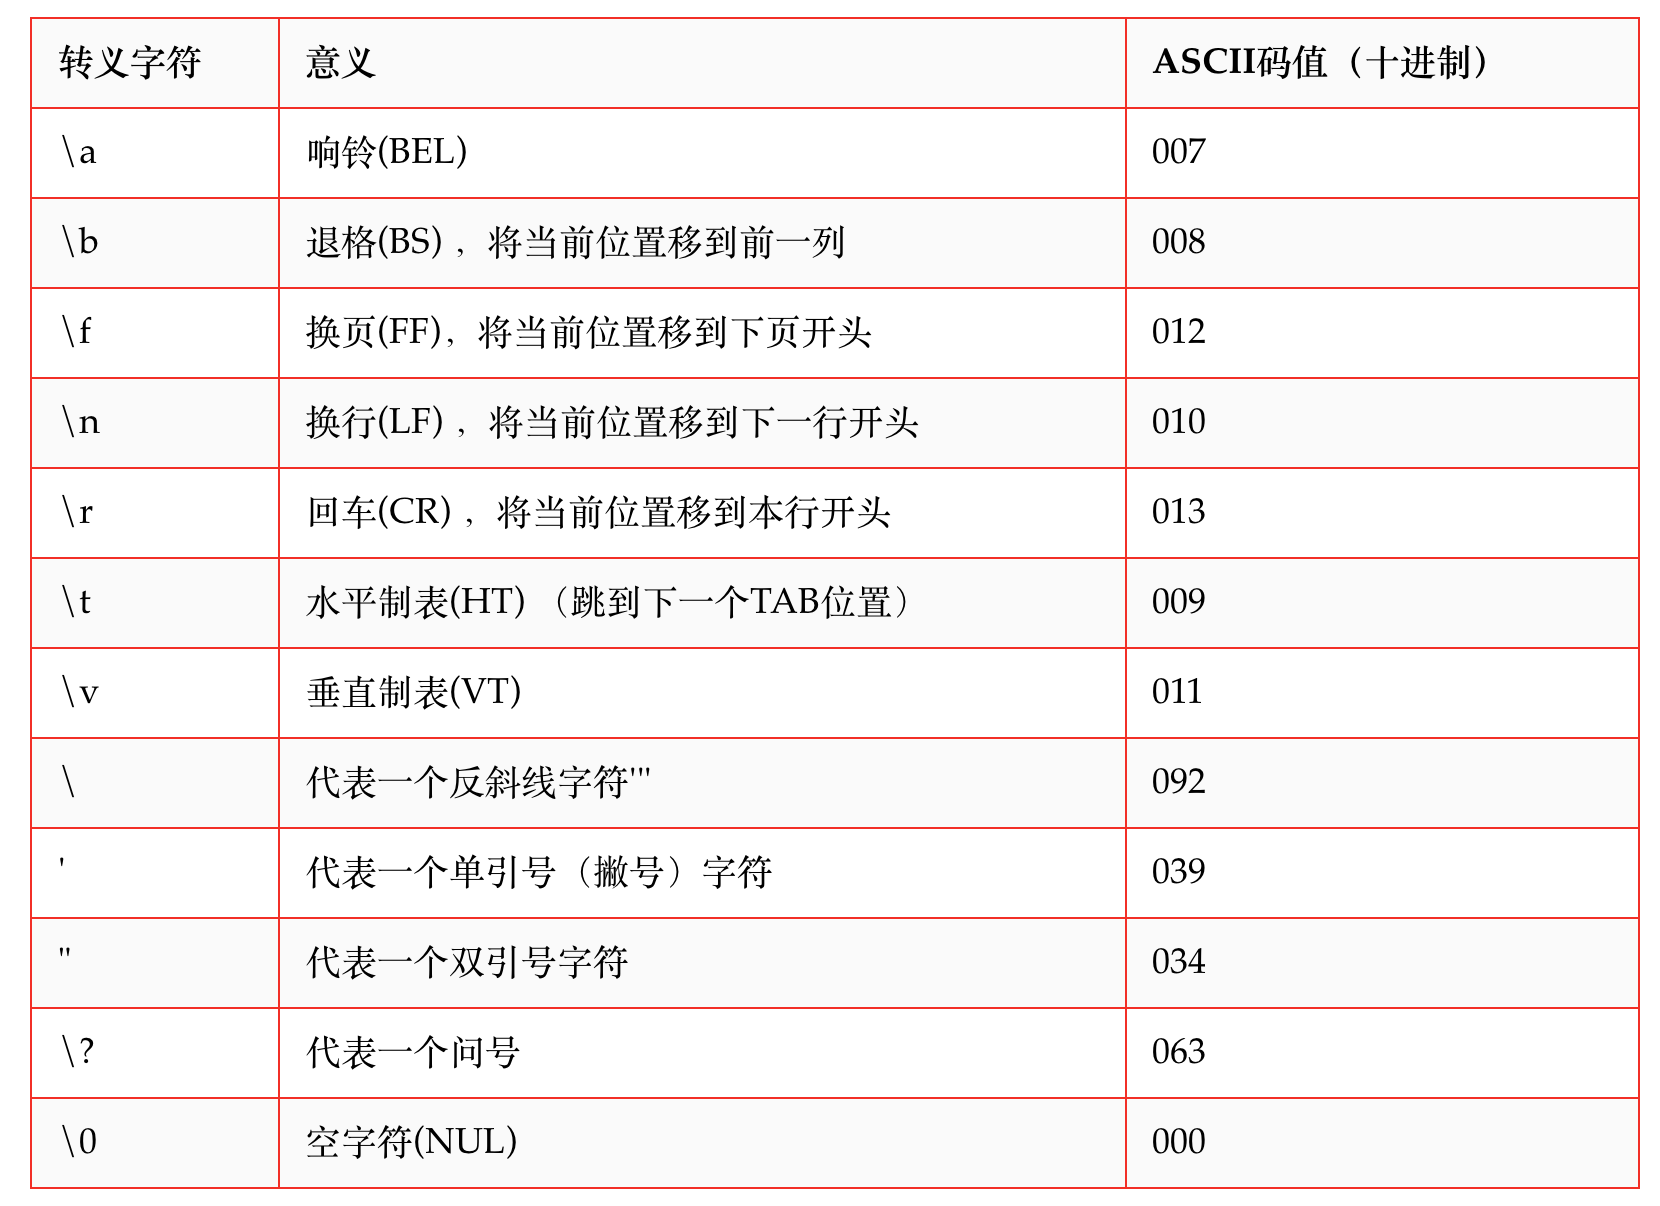 转义字符 意义 ASCII码值（十进制）
\a 响铃(BEL) 007
\b 退格(BS) ，将当前位置移到前一列 008
\f 换页(FF)，将当前位置移到下页开头 012
\n 换行(LF) ，将当前位置移到下一行开头 010
\r 回车(CR) ，将当前位置移到本行开头 013
\t 水平制表(HT) （跳到下一个TAB位置） 009
\v 垂直制表(VT) 011
\ 代表一个反斜线字符''' 092
' 代表一个单引号（撇号）字符 039
" 代表一个双引号字符 034
\? 代表一个问号 063
\0 空字符(NUL) 000